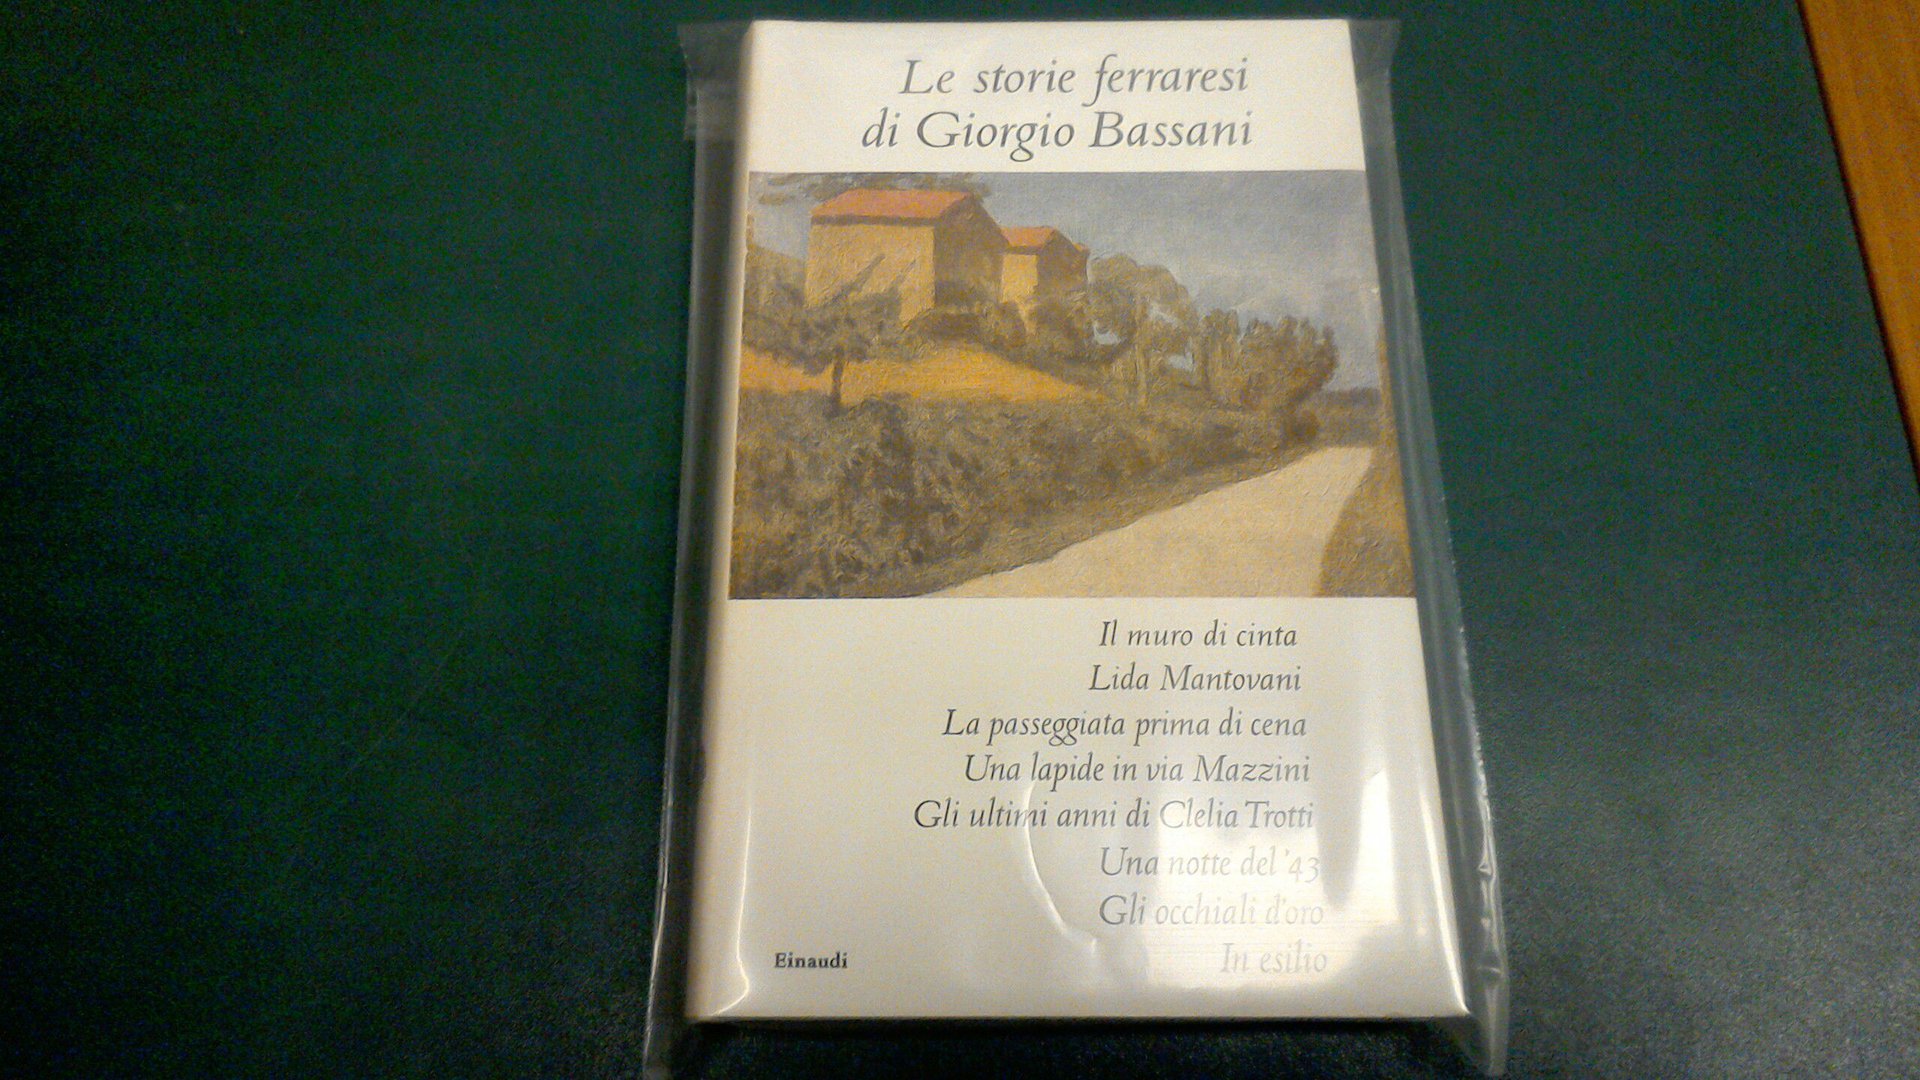 Le storie ferraresi
di Giorgio Bassani
Il muro di cinta
Lida Mantovani
La passeggiata prima di cena
Una lapide in via Mazzini
Gli ultimi anni di Clelia Trotti
Una notte del '43
Gli occhiali d'oro
In esilio
Einaudi